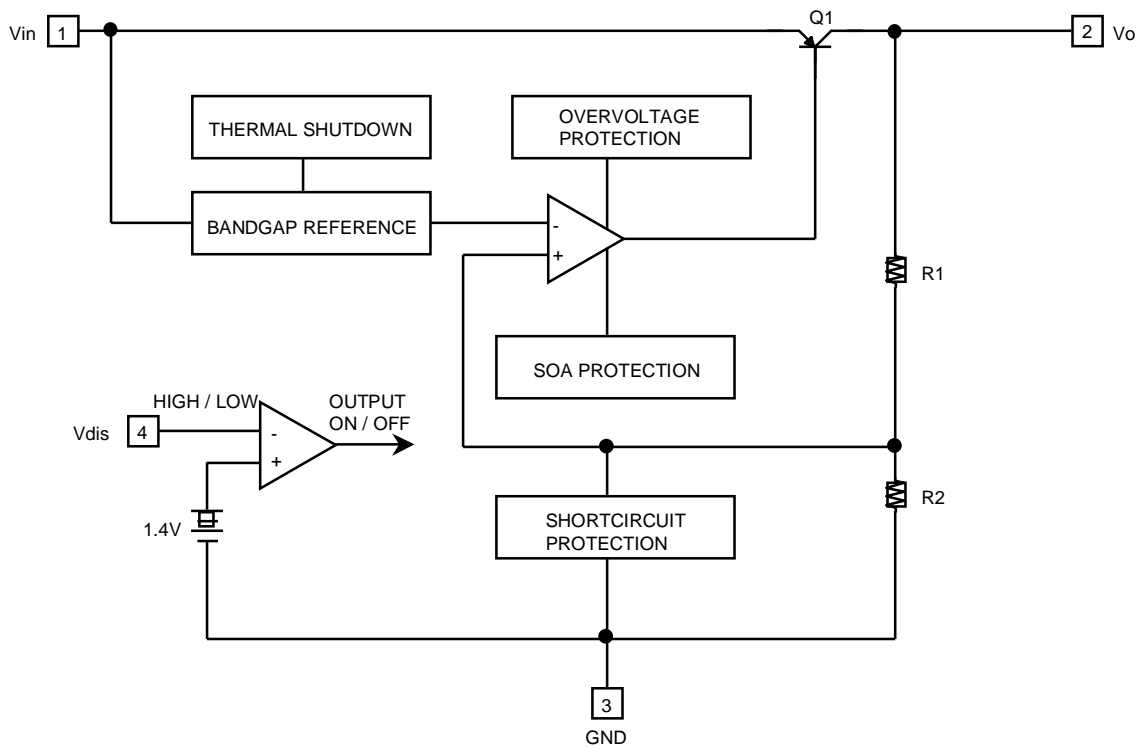 Q1
Vin 1
2 Vo
THERMAL SHUTDOWN
OVERVOLTAGE
PROTECTION
BANDGAP REFERENCE
-
+
R1
SOA PROTECTION
HIGH / LOW
OUTPUT
ON / OFF
Vdis 4
-
+
R2
1.4V
SHORTCIRCUIT
PROTECTION
3
GND